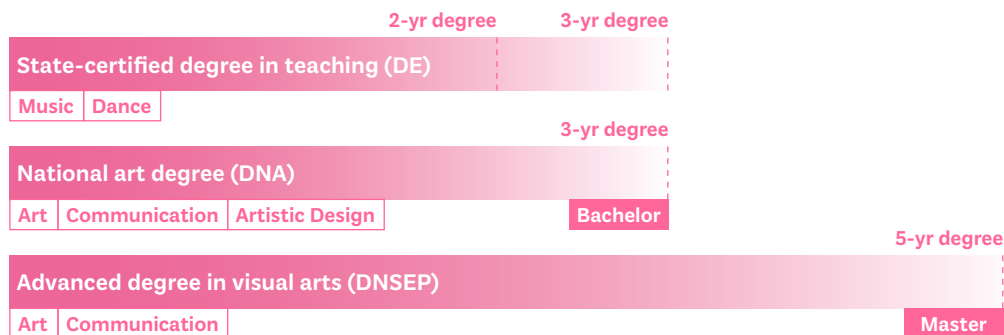 2-yr degree 3-yr degree
State-certified degree in teaching (DE)
Music Dance
3-yr degree
National art degree (DNA)
Art Communication Artistic Design Bachelor
5-yr degree
Advanced degree in visual arts (DNSEP)
Art Communication Master